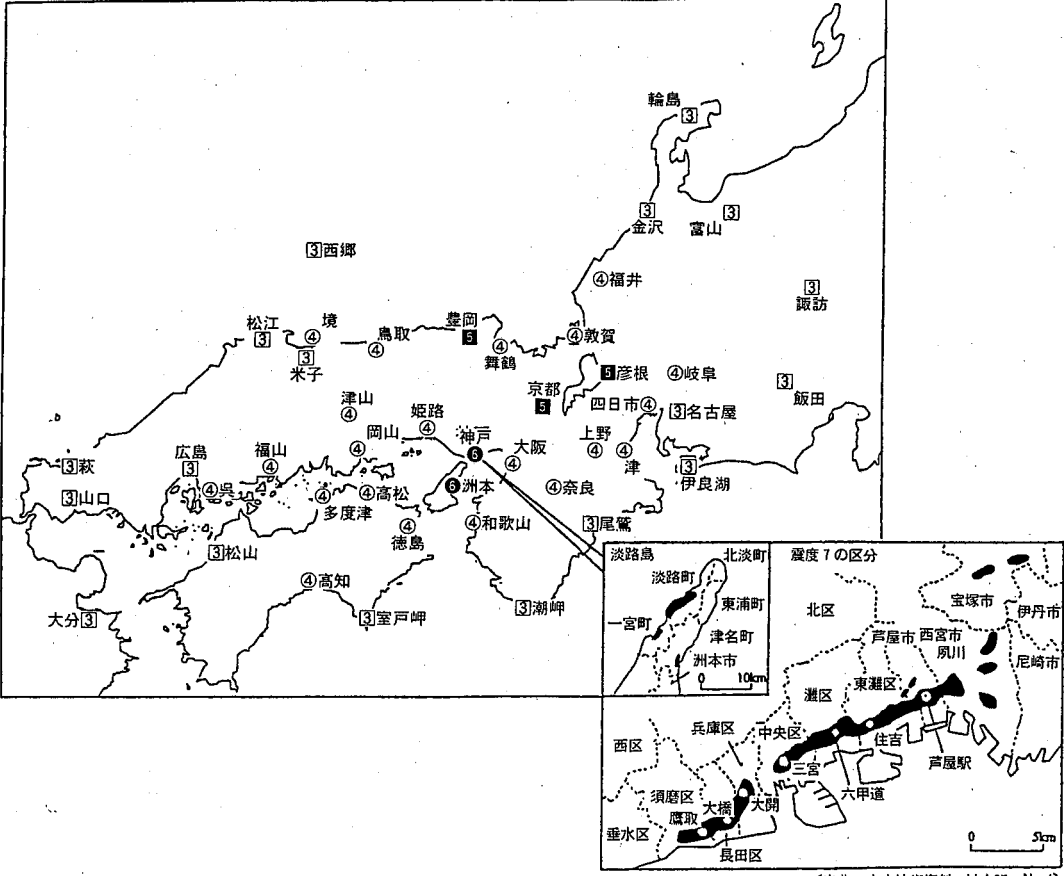 輪島
3
3
金沢
3
富山
3西郷
④福井
3
諏訪
松江
3
境
④
3
米子
鳥取
④
豊岡
5
④
舞鶴
④敦賀
5彦根
④岐阜
京都
5
四日市④
3名古屋
3
飯田
津山
④
姫路
④
岡山
④
神戸
6
大阪
④
上野
④
④
津
3
伊良湖
3萩
広島
3
福山
④
3山口
④呉
④
多度津
④高松
6洲本
④奈良
④
徳島
④和歌山
3尾鷲
3松山
④高知
大分3
3室戸岬
3潮岬
淡路島
北淡町
淡路町
東浦町
一宮町
津名町
洲本市
0 10km
震度7の区分
宝塚市
伊丹市
北区
芦屋市
西宮市
夙川
尼崎市
東灘区
灘区
兵庫区
中央区
住吉
西区
芦屋駅
三宮
六甲道
須磨区
大橋
大開
鷹取
垂水区
長田区
0 5km